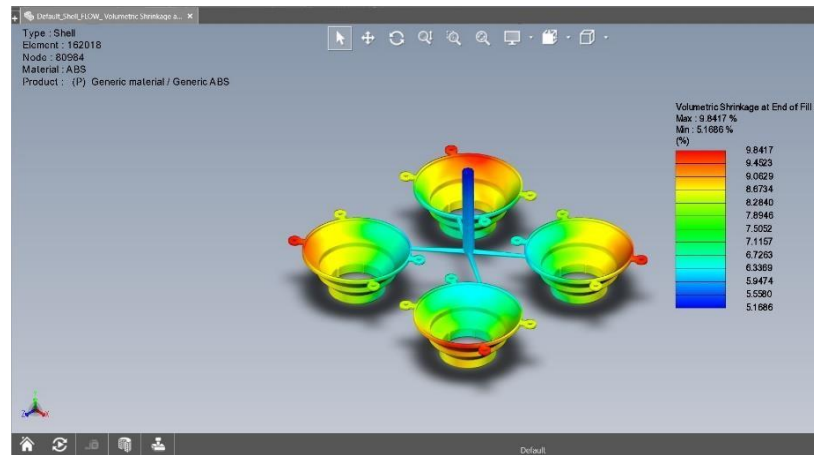 Default_Shell_FLOW_ Volumetric Shrinkage a...
Type : Shell
Element : 162018
Node : 80984
Material : ABS
Product : (P) Generic material / Generic ABS
Volumetric Shrinkage at End of Fill
Max : 9.8417 %
Min : 5.1686 %
(%)
9.8417
9.4523
9.0629
8.6734
8.2840
7.8946
7.5052
7.1157
6.7263
6.3369
5.9474
5.5580
5.1686
Default